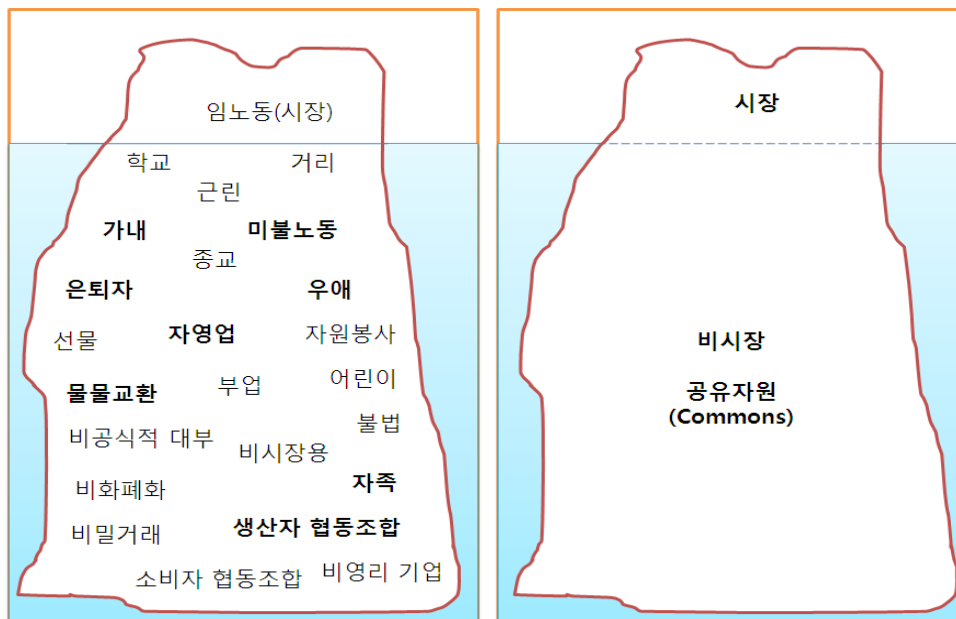 임노동(시장)
학교
거리
근린
가내
미불노동
종교
은퇴자
우애
선물
자영업
자원봉사
물물교환
부업
어린이
불법
비공식적 대부
비시장용
자족
비화폐화
비밀거래
생산자 협동조합
소비자 협동조합
비영리 기업
시장
비시장
공유자원
(Commons)